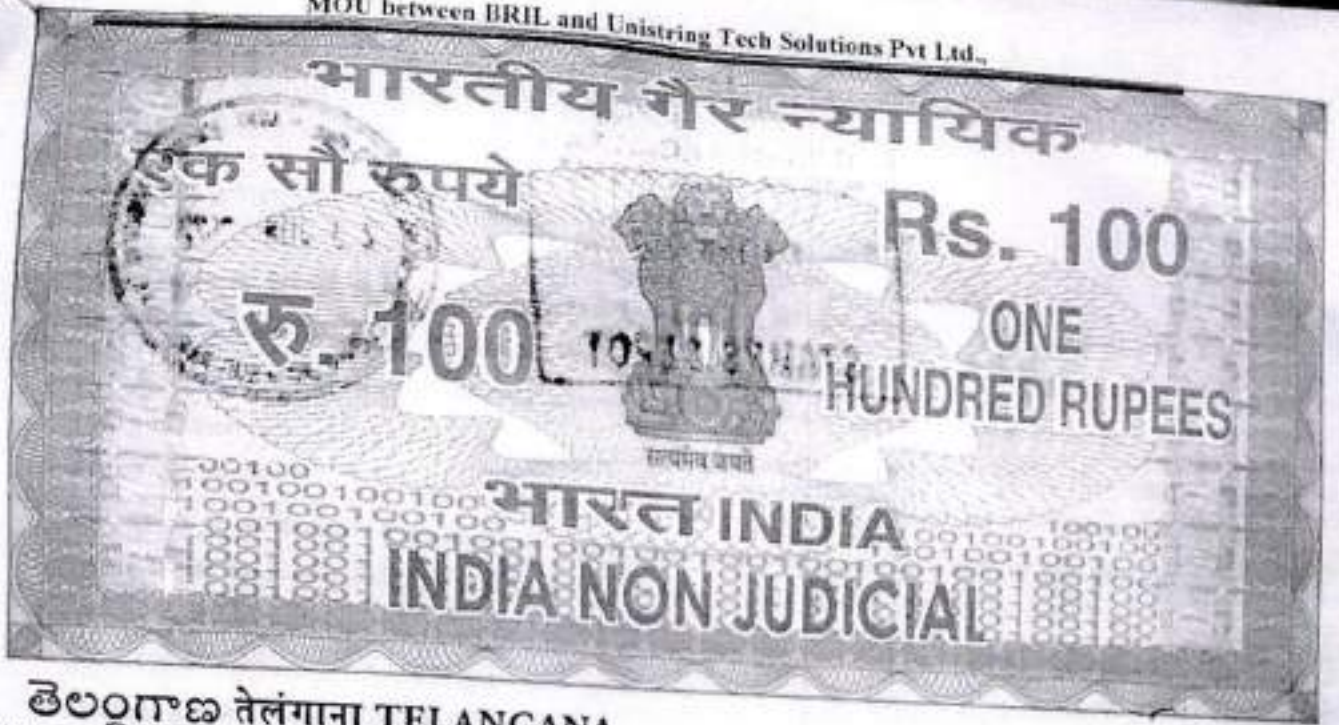 MOU between BRIL and Unistring Tech Solutions Pvt Ltd.,
भारतीय गैर न्यायिक
एक सौ रुपये
Rs. 100
रु. 100
ONE
HUNDRED RUPEES
सत्यमेव जयते
भारत INDIA
INDIA NON JUDICIAL
తెలంగాణ तेलंगाना TELANGANA